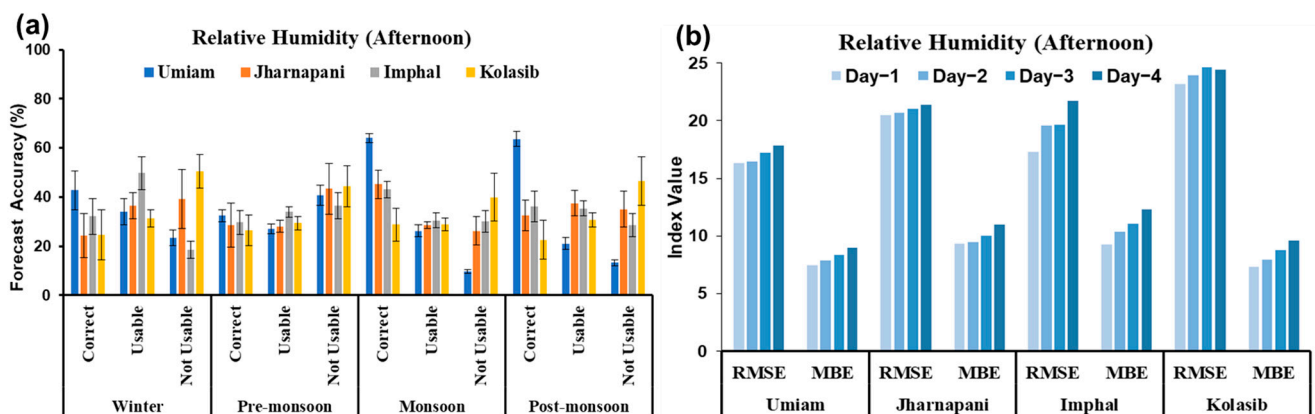 (a)
Relative Humidity (Afternoon)
Umiam Jharnapani Imphal Kolasib
Forecast Accuracy (%)
100
80
60
40
20
0
Correct Usable Not Usable Correct Usable Not Usable Correct Usable Not Usable Correct Usable Not Usable
Winter Pre-monsoon Monsoon Post-monsoon
(b)
Relative Humidity (Afternoon)
Day−1 Day−2 Day−3 Day−4
Index Value
25
20
15
10
5
0
RMSE MBE RMSE MBE RMSE MBE RMSE MBE
Umiam Jharnapani Imphal Kolasib